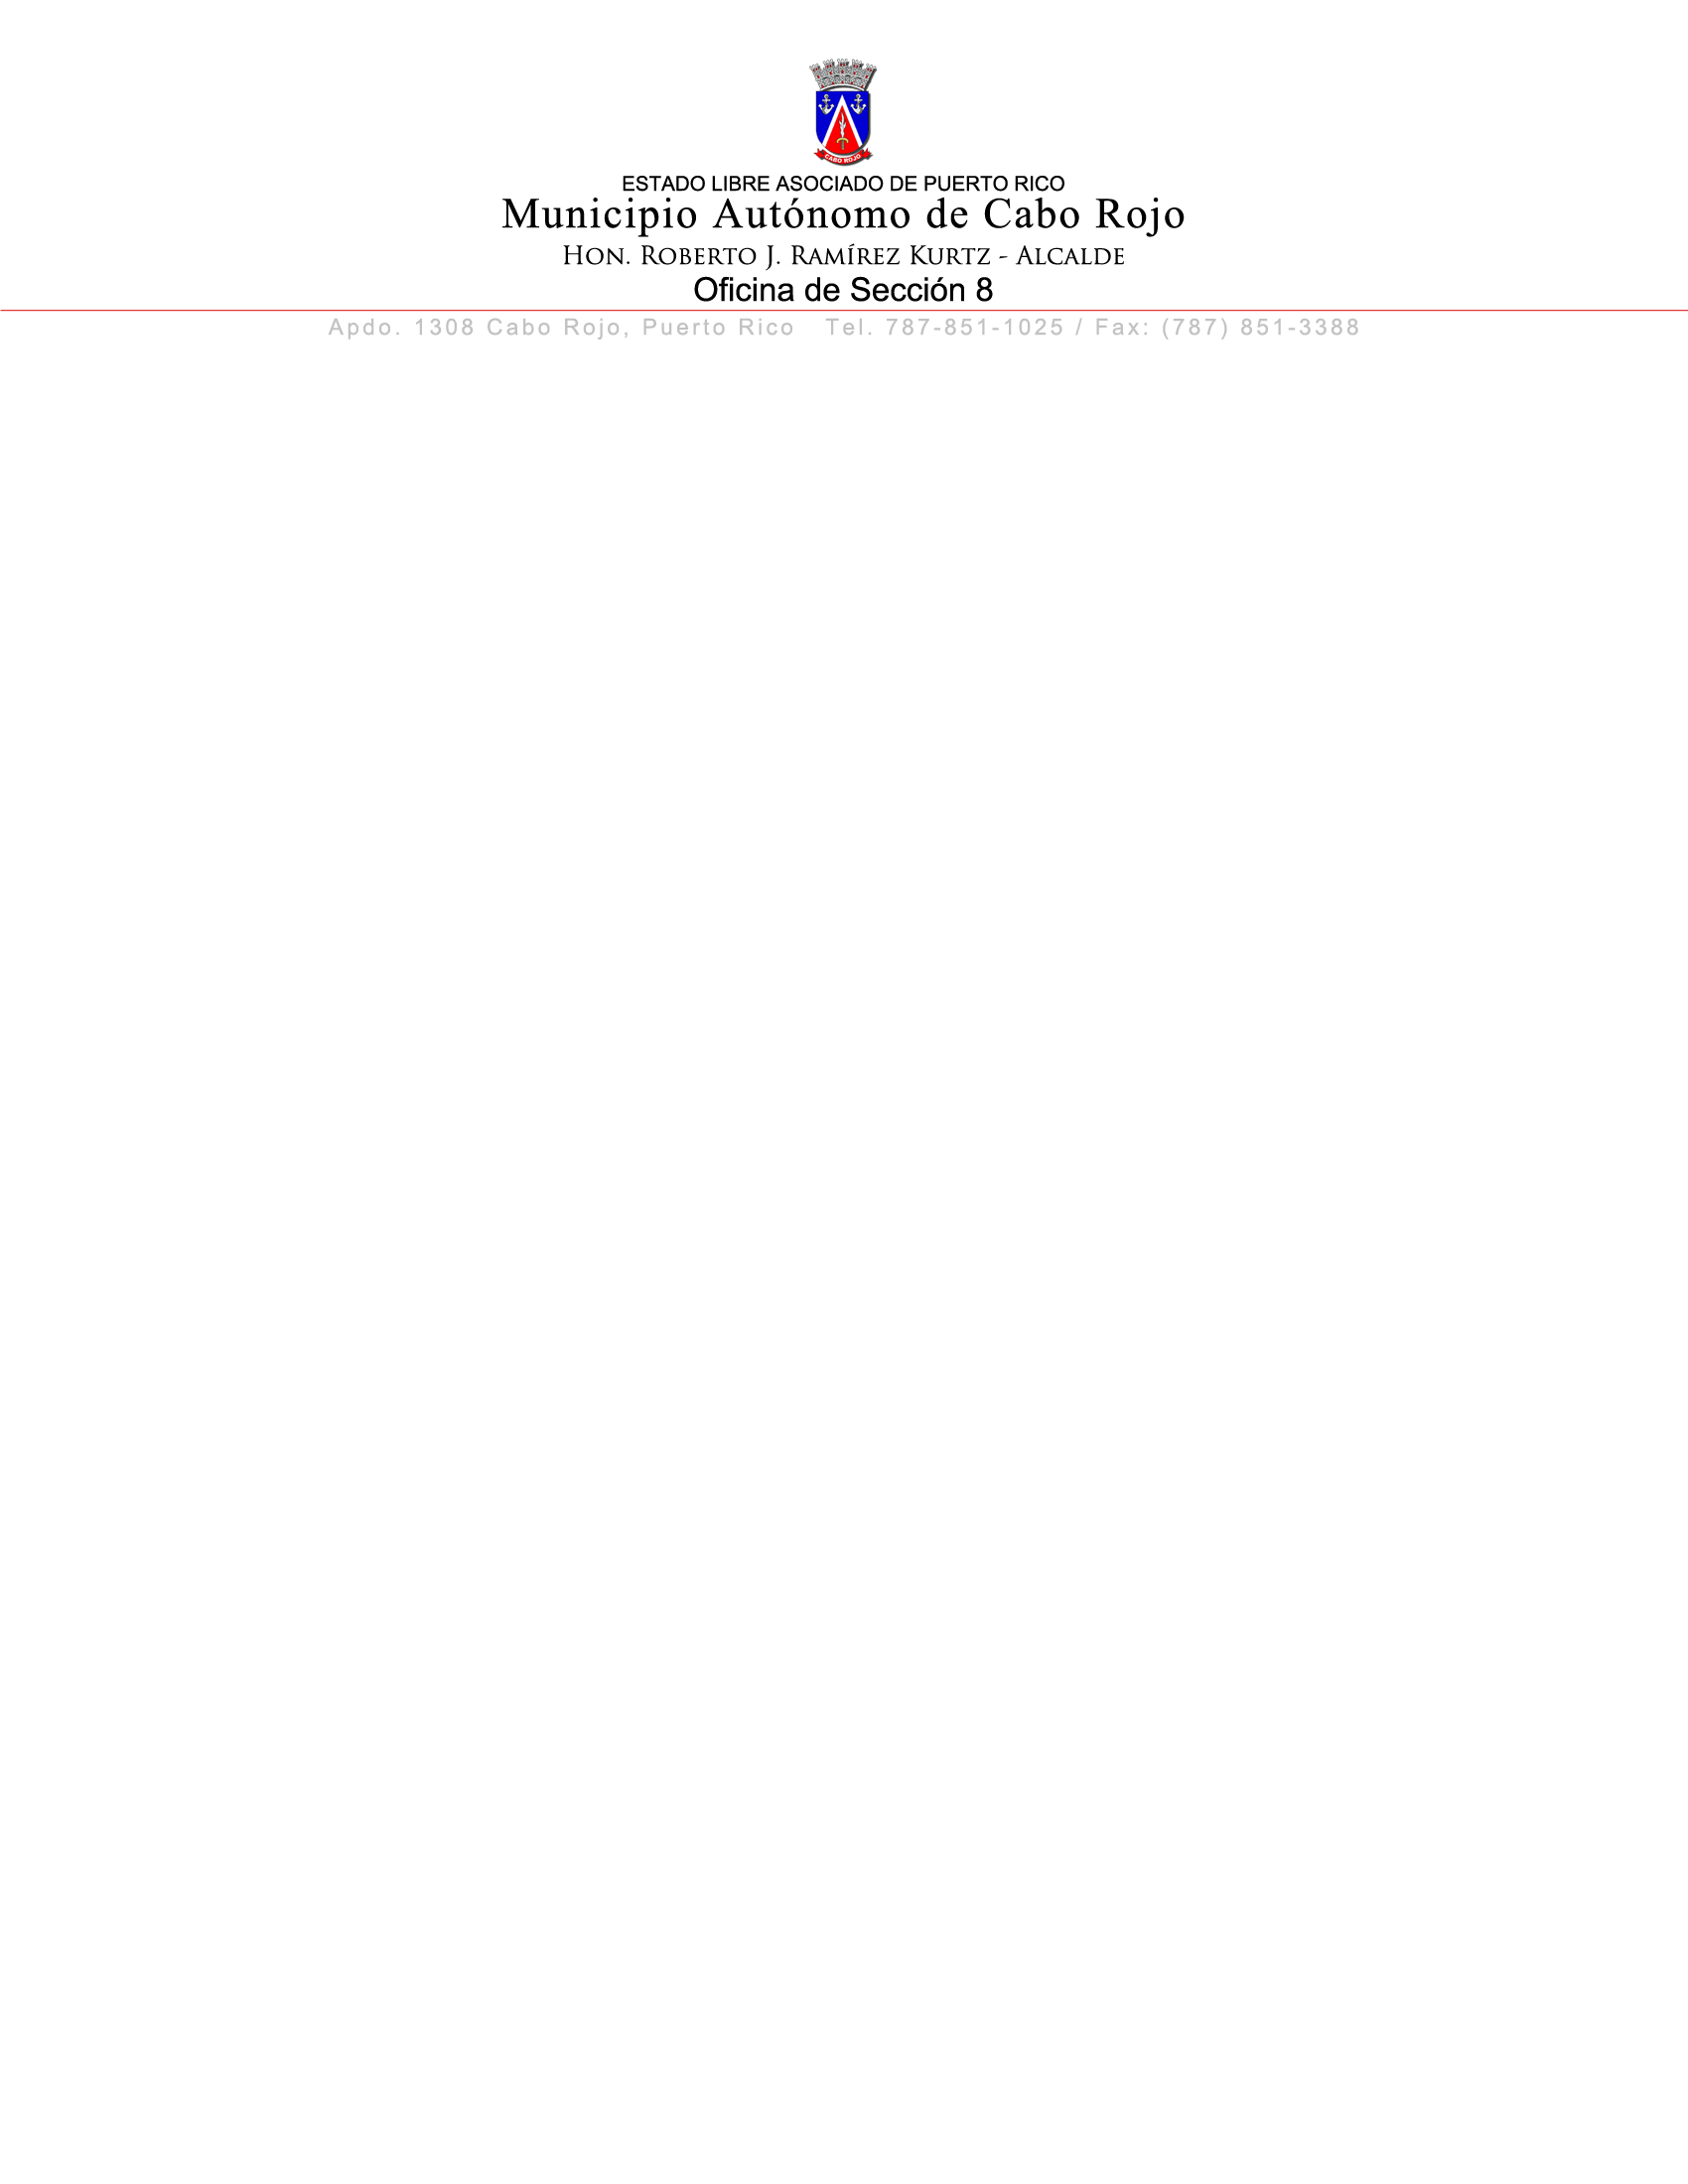 CABO ROJO
ESTADO LIBRE ASOCIADO DE PUERTO RICO
Municipio Autónomo de Cabo Rojo
HON. ROBERTO J. RAMÍREZ KURTZ - ALCALDE
Oficina de Sección 8
Apdo. 1308 Cabo Rojo, Puerto Rico Tel. 787-851-1025 / Fax: (787) 851-3388